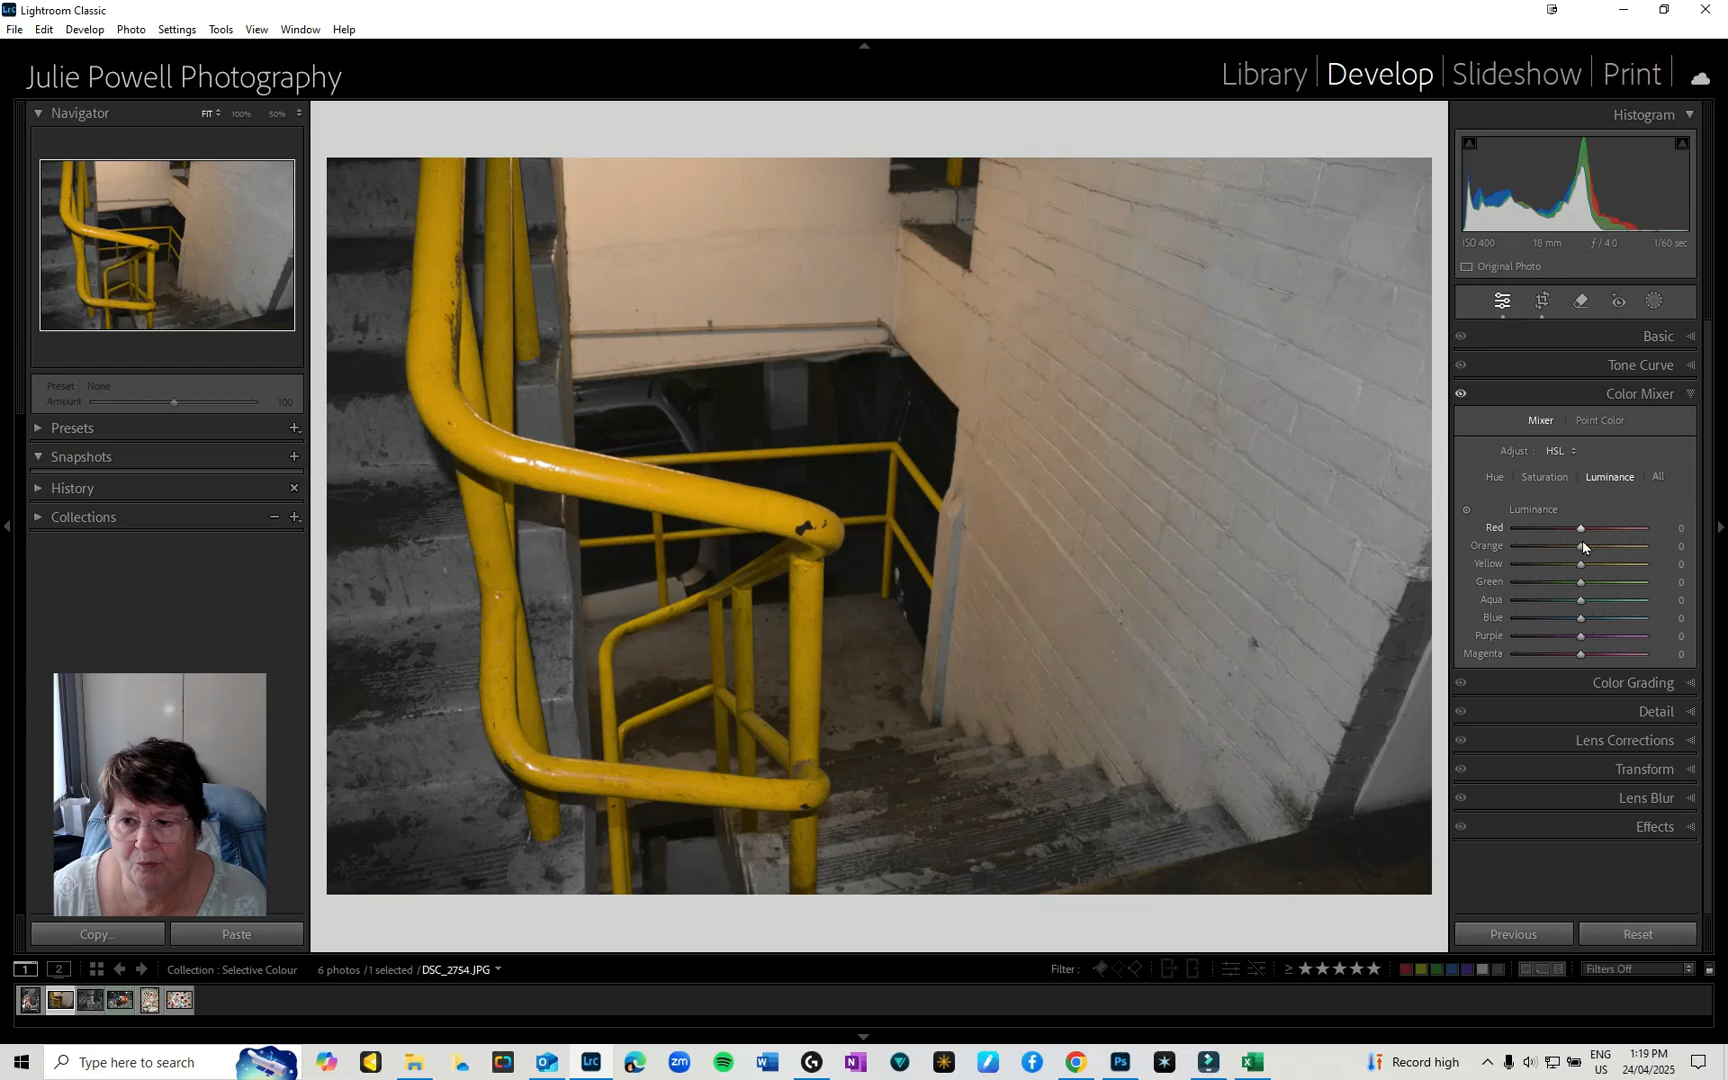 Lightroom Classic
File Edit Develop Photo Settings Tools View Window Help
Julie Powell Photography
Library Develop Slideshow Print
Navigator FIT 100% 50%
Histogram
ISO 400 18 mm ƒ / 4.0 1/60 sec
Original Photo
Basic
Tone Curve
Color Mixer
Mixer Point Color
Adjust : HSL
Hue Saturation Luminance All
Luminance
Red 0
Orange 0
Yellow 0
Green 0
Aqua 0
Blue 0
Purple 0
Magenta 0
Color Grading
Detail
Lens Corrections
Transform
Lens Blur
Effects
Preset : None
Amount 100
Presets
Snapshots
History
Collections
Copy... Paste
Previous Reset
1 2 Collection : Selective Colour 6 photos / 1 selected / DSC_2754.JPG Filter : Filters Off
Type here to search
LrC zm W N Ps X
Record high
ENG
US
1:19 PM
24/04/2025